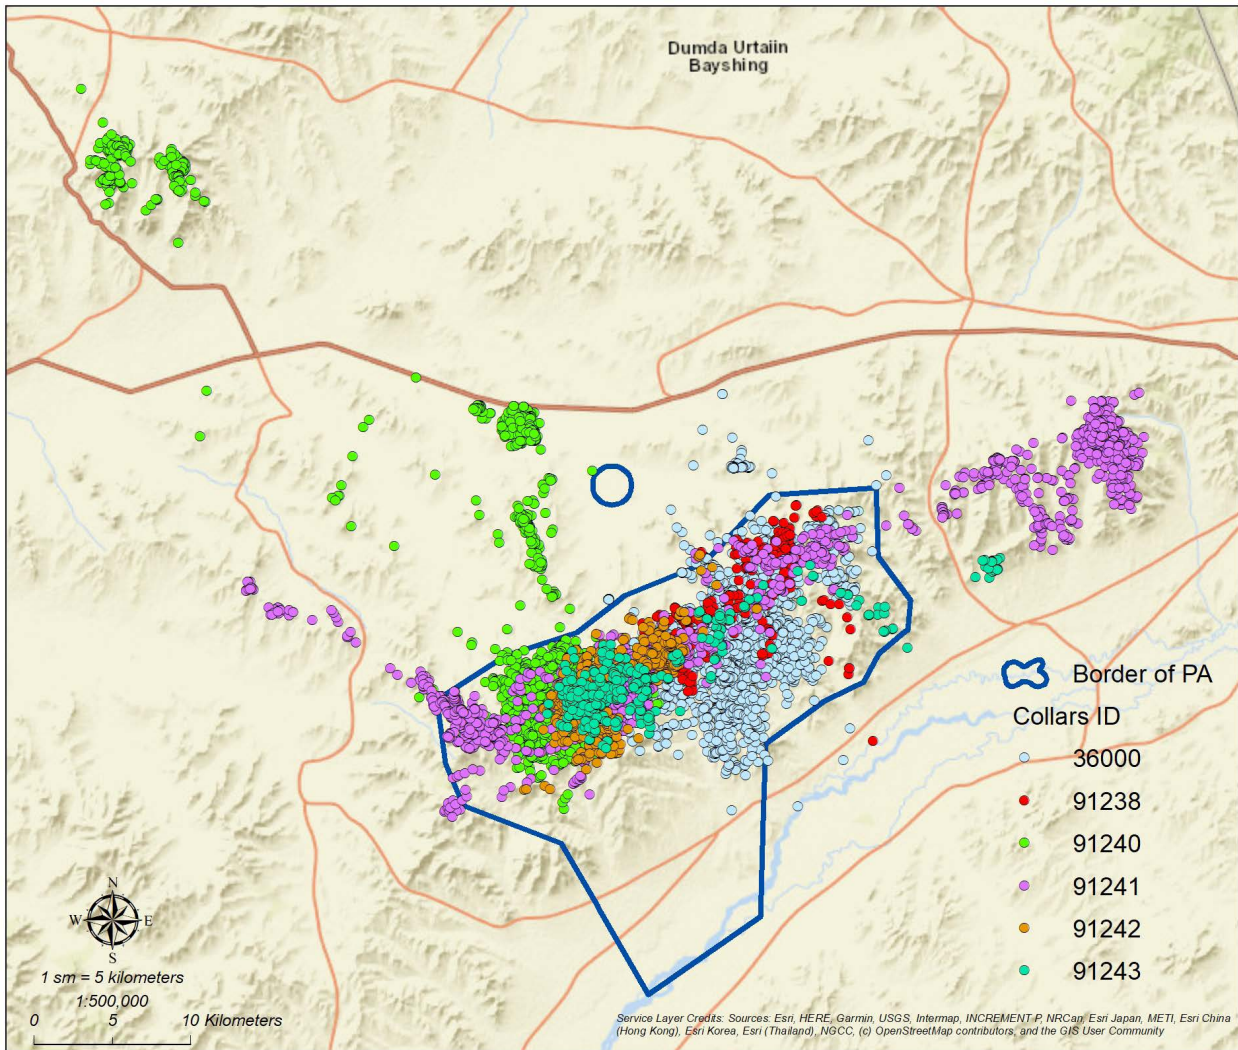 Dumda Urtaiin
Bayshing
Border of PA
Collars ID
36000
91238
91240
91241
91242
91243
N
W E
S
1 sm = 5 kilometers
1:500,000
0 5 10 Kilometers
Service Layer Credits: Sources: Esri, HERE, Garmin, USGS, Intermap, INCREMENT P, NRCan, Esri Japan, METI, Esri China
(Hong Kong), Esri Korea, Esri (Thailand), NGCC, (c) OpenStreetMap contributors, and the GIS User Community